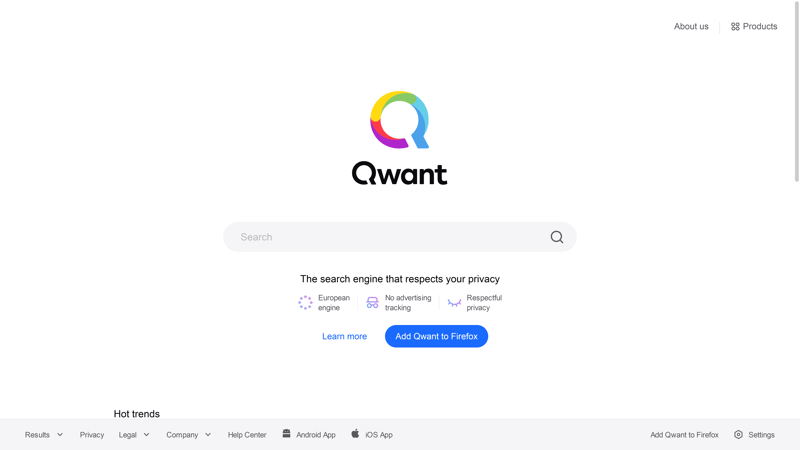 About us
Products
Qwant
Search
The search engine that respects your privacy
European
engine
No advertising
tracking
Respectful
privacy
Learn more
Add Qwant to Firefox
Hot trends
Results
Privacy
Legal
Company
Help Center
Android App
iOS App
Add Qwant to Firefox
Settings